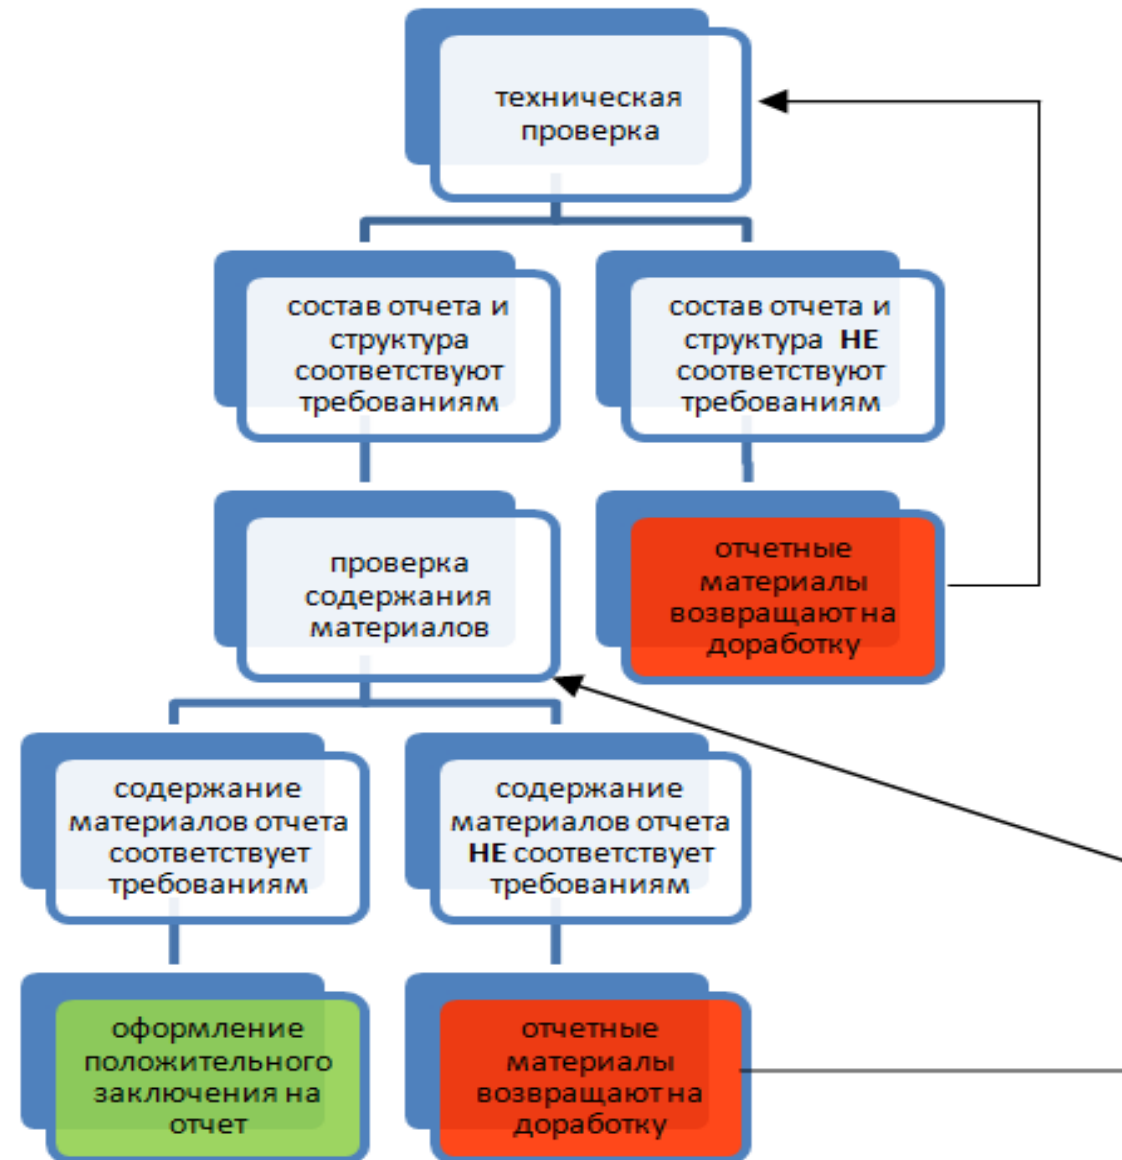 техническая
проверка
состав отчета и
структура
соответствуют
требованиям
состав отчета и
структура НЕ
соответствуют
требованиям
проверка
содержания
материалов
отчетные
материалы
возвращают на
доработку
содержание
материалов отчета
соответствует
требованиям
содержание
материалов отчета
НЕ соответствует
требованиям
оформление
положительного
заключения на
отчет
отчетные
материалы
возвращают на
доработку